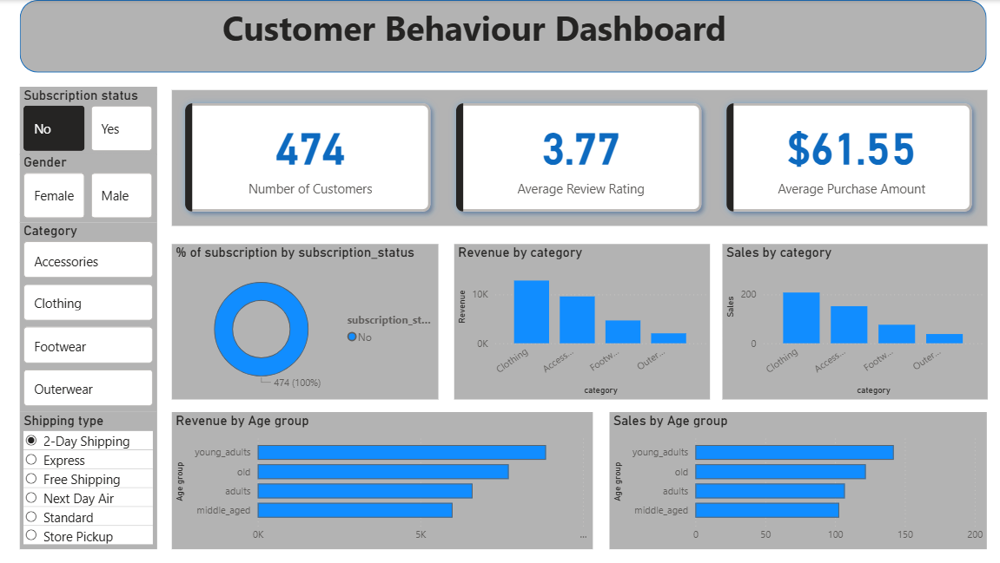 Customer Behaviour Dashboard
Subscription status
No
Yes
Gender
Female
Male
Category
Accessories
Clothing
Footwear
Outerwear
Shipping type
2-Day Shipping
Express
Free Shipping
Next Day Air
Standard
Store Pickup
474
Number of Customers
3.77
Average Review Rating
$61.55
Average Purchase Amount
% of subscription by subscription_status
474 (100%)
subscription_st...
No
Revenue by category
Revenue
10K
0K
Clothing
Access...
Footw...
Outer...
category
Sales by category
Sales
200
0
Clothing
Access...
Footw...
Outer...
category
Revenue by Age group
Age group
young_adults
old
adults
middle_aged
0K
5K
...
Sales by Age group
Age group
young_adults
old
adults
middle_aged
0
50
100
150
200